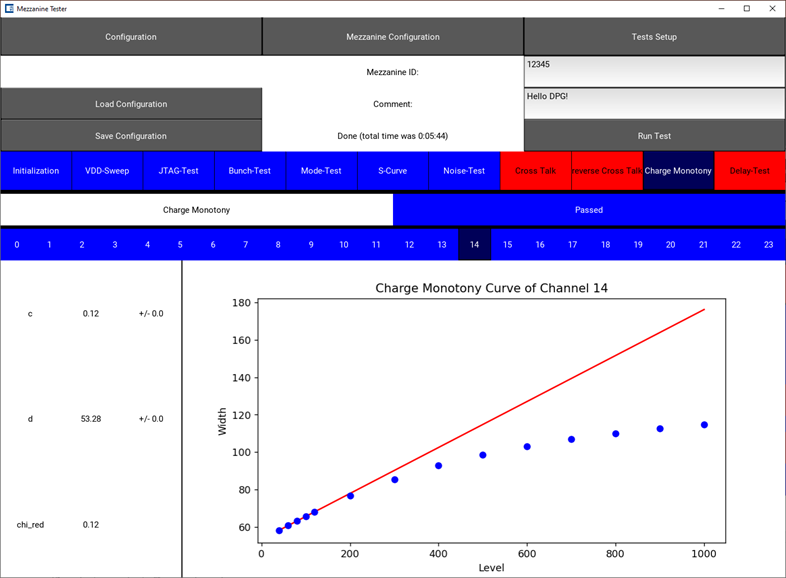 Mezzanine Tester
Configuration Mezzanine Configuration Tests Setup
Mezzanine ID: 12345
Load Configuration Comment: Hello DPG!
Save Configuration Done (total time was 0:05:44) Run Test
Initialization VDD-Sweep JTAG-Test Bunch-Test Mode-Test S-Curve Noise-Test Cross Talk reverse Cross Talk Charge Monotony Delay-Test
Charge Monotony Passed
0 1 2 3 4 5 6 7 8 9 10 11 12 13 14 15 16 17 18 19 20 21 22 23
c 0.12 +/- 0.0
d 53.28 +/- 0.0
chi_red 0.12
Charge Monotony Curve of Channel 14
180
160
140
120
100
80
60
Width
0 200 400 600 800 1000
Level